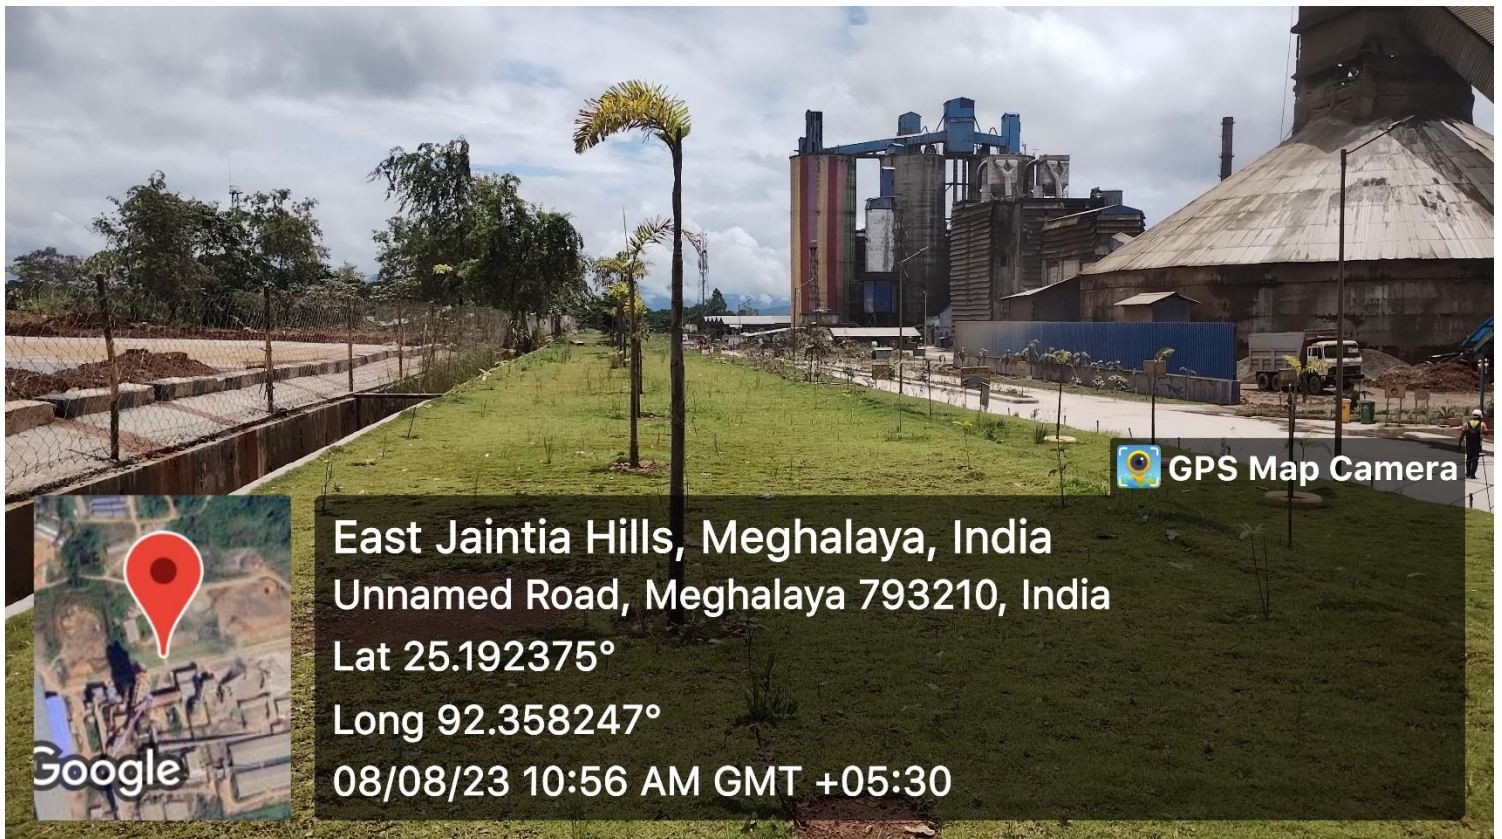 GPS Map Camera
East Jaintia Hills, Meghalaya, India
Unnamed Road, Meghalaya 793210, India
Lat 25.192375°
Long 92.358247°
08/08/23 10:56 AM GMT +05:30
Google